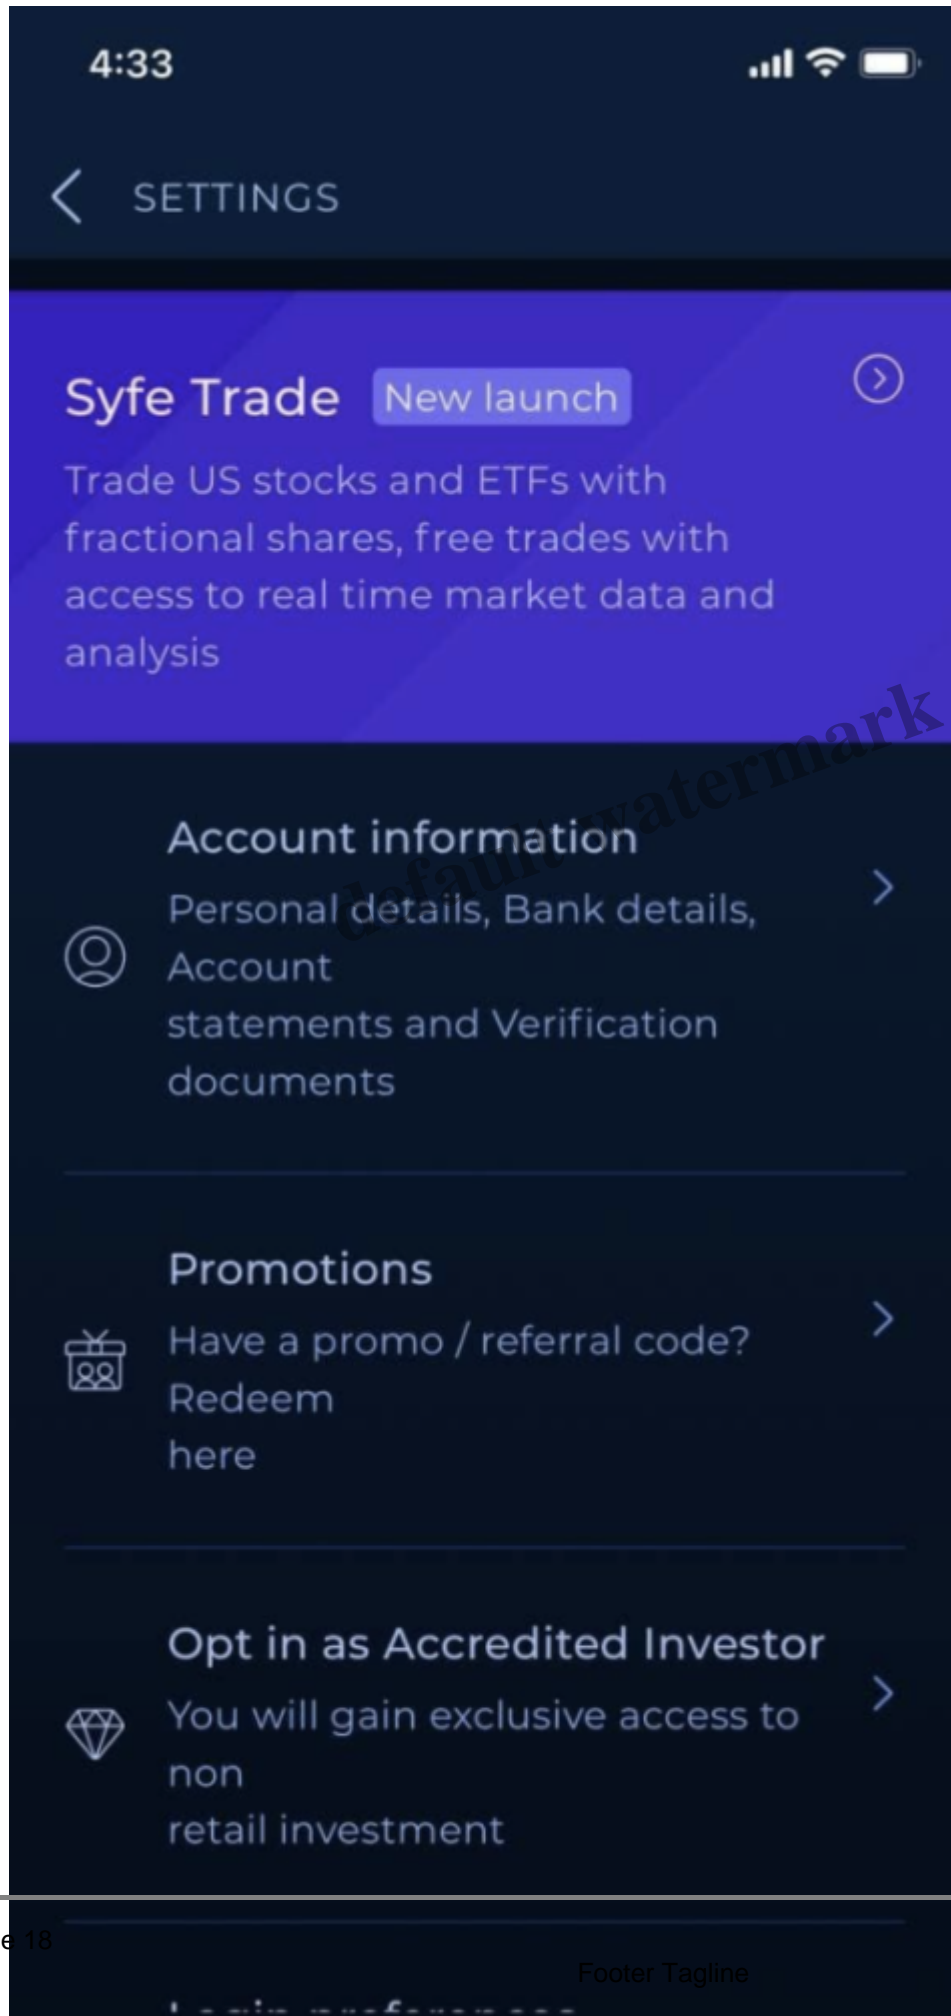 4:33
SETTINGS
Syfe Trade New launch
Trade US stocks and ETFs with
fractional shares, free trades with
access to real time market data and
analysis
default watermark
Account information
Personal details, Bank details,
Account
statements and Verification
documents
Promotions
Have a promo / referral code?
Redeem
here
Opt in as Accredited Investor
You will gain exclusive access to
non
retail investment
e 18
Footer Tagline